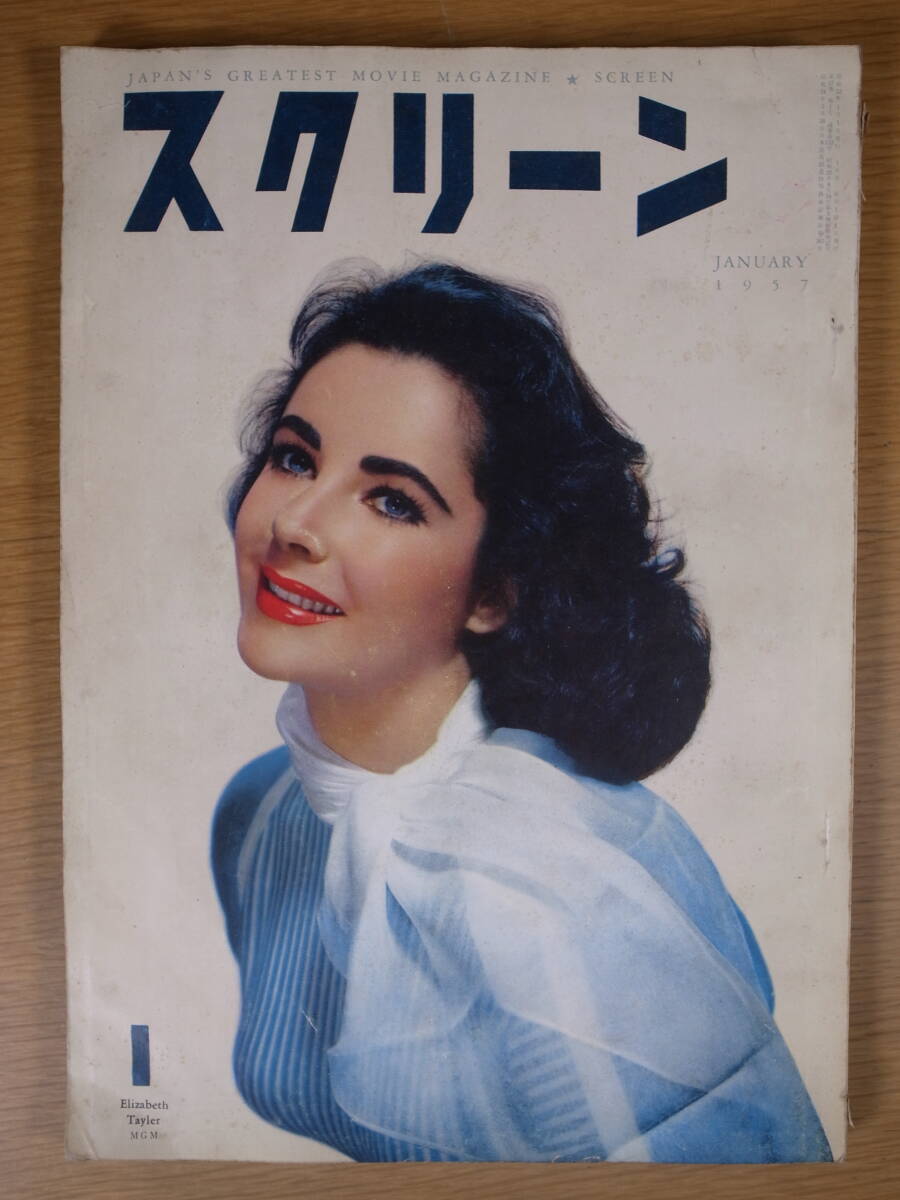 JAPAN'S GREATEST MOVIE MAGAZINE ★ SCREEN
スクリーン
JANUARY
1957
1
Elizabeth
Tayler
MGM